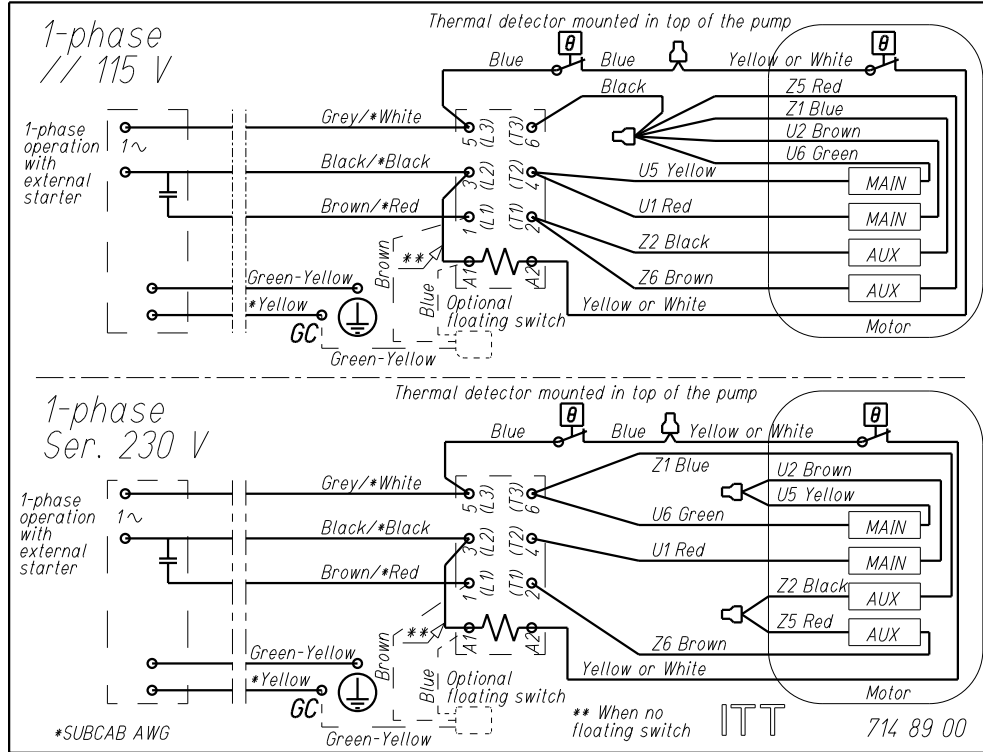 1-phase
// 115 V
Thermal detector mounted in top of the pump
θ
θ
Blue
Blue
Yellow or White
Black
Z5 Red
Z1 Blue
U2 Brown
U6 Green
1-phase
operation
with
external
starter
1~
Grey/*White
5 (L3)
(T3) 6
Black/*Black
3 (L2)
(T2) 4
U5 Yellow
MAIN
Brown/*Red
1 (L1)
(T1) 2
U1 Red
MAIN
Z2 Black
AUX
Brown
**
A1
A2
Z6 Brown
AUX
Green-Yellow
Blue
Optional
floating switch
Yellow or White
*Yellow
GC
Motor
Green-Yellow
1-phase
Ser. 230 V
Thermal detector mounted in top of the pump
θ
θ
Blue
Blue
Yellow or White
Z1 Blue
U2 Brown
U5 Yellow
1-phase
operation
with
external
starter
1~
Grey/*White
5 (L3)
(T3) 6
U6 Green
MAIN
Black/*Black
3 (L2)
(T2) 4
U1 Red
MAIN
Brown/*Red
1 (L1)
(T1) 2
Z2 Black
AUX
Z5 Red
AUX
Brown
**
A1
A2
Z6 Brown
Green-Yellow
Blue
Optional
floating switch
Yellow or White
*Yellow
GC
Motor
Green-Yellow
*SUBCAB AWG
** When no
floating switch
ITT
714 89 00